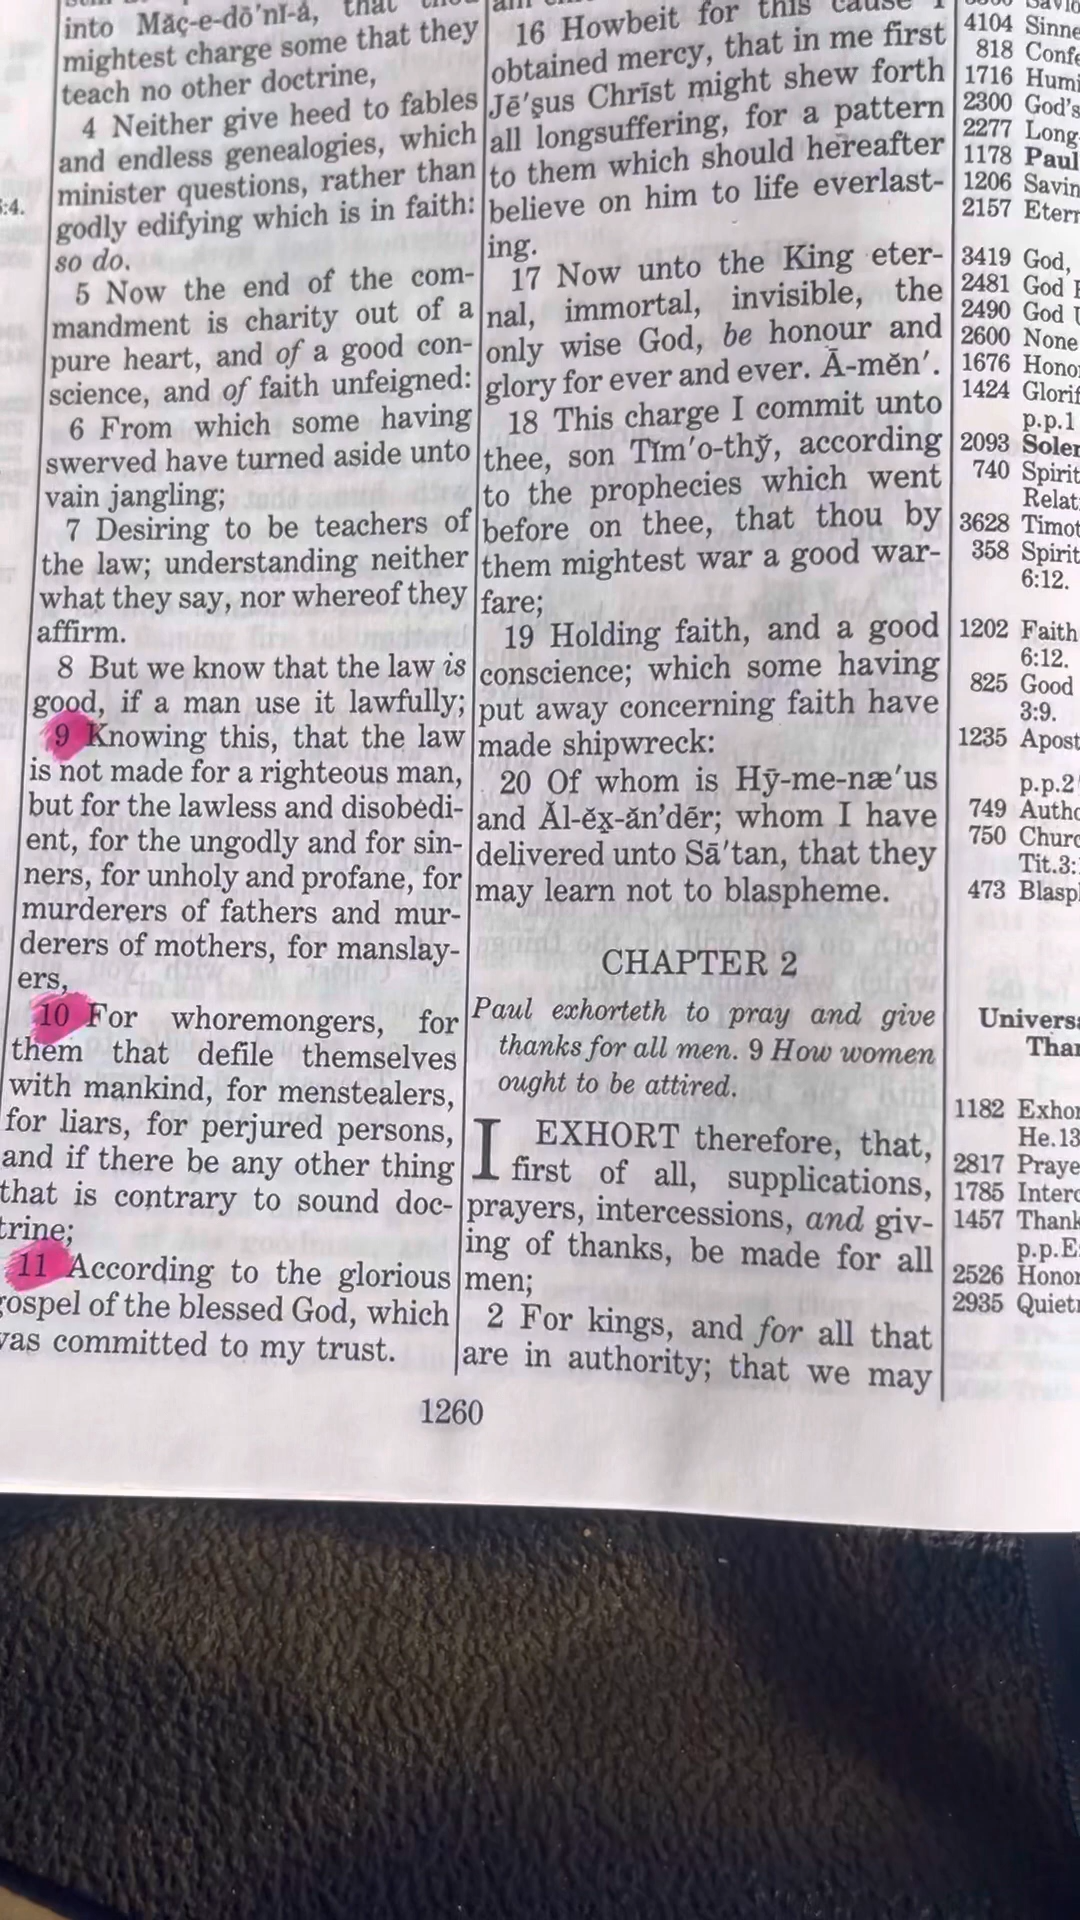 into Măç-e-dō'nĭ-á, that
mightest charge some that they
teach no other doctrine,
4 Neither give heed to fables
and endless genealogies, which
minister questions, rather than
godly edifying which is in faith:
so do.
5 Now the end of the com-
mandment is charity out of a
pure heart, and of a good con-
science, and of faith unfeigned:
6 From which some having
swerved have turned aside unto
vain jangling;
7 Desiring to be teachers of
the law; understanding neither
what they say, nor whereof they
affirm.
8 But we know that the law is
good, if a man use it lawfully;
9 Knowing this, that the law
is not made for a righteous man,
but for the lawless and disobedi-
ent, for the ungodly and for sin-
ners, for unholy and profane, for
murderers of fathers and mur-
derers of mothers, for manslay-
ers,
10 For whoremongers, for
them that defile themselves
with mankind, for menstealers,
for liars, for perjured persons,
and if there be any other thing
that is contrary to sound doc-
trine;
11 According to the glorious
gospel of the blessed God, which
was committed to my trust.
16 Howbeit for this cause I
obtained mercy, that in me first
Jē'ṣus Chrīst might shew forth
all longsuffering, for a pattern
to them which should hereafter
believe on him to life everlast-
ing.
17 Now unto the King eter-
nal, immortal, invisible, the
only wise God, be honour and
glory for ever and ever. Ā-mĕn'.
18 This charge I commit unto
thee, son Tĭm'o-thў, according
to the prophecies which went
before on thee, that thou by
them mightest war a good war-
fare;
19 Holding faith, and a good
conscience; which some having
put away concerning faith have
made shipwreck:
20 Of whom is Hȳ-me-næ'us
and Ăl-ĕx̱-ăn'dēr; whom I have
delivered unto Sā'tan, that they
may learn not to blaspheme.
CHAPTER 2
Paul exhorteth to pray and give
thanks for all men. 9 How women
ought to be attired.
I EXHORT therefore, that,
first of all, supplications,
prayers, intercessions, and giv-
ing of thanks, be made for all
men;
2 For kings, and for all that
are in authority; that we may
:4.
4104 Sinne
818 Confe
1716 Humi
2300 God's
2277 Long
1178 Paul
1206 Savin
2157 Etern
3419 God,
2481 God
2490 God
2600 None
1676 Hono
1424 Glorif
p.p.1
2093 Solem
740 Spirit
Relat
3628 Timot
358 Spirit
6:12.
1202 Faith
6:12.
825 Good
3:9.
1235 Apost
p.p.2
749 Autho
750 Churc
Tit.3:
473 Blasp
Univers
Than
1182 Exhor
He.13
2817 Praye
1785 Interc
1457 Thank
p.p.E
2526 Honor
2935 Quiet
1260